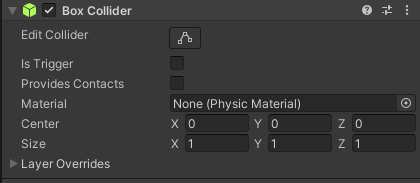 Box Collider
Edit Collider
Is Trigger
Provides Contacts
Material None (Physic Material)
Center X 0 Y 0 Z 0
Size X 1 Y 1 Z 1
Layer Overrides